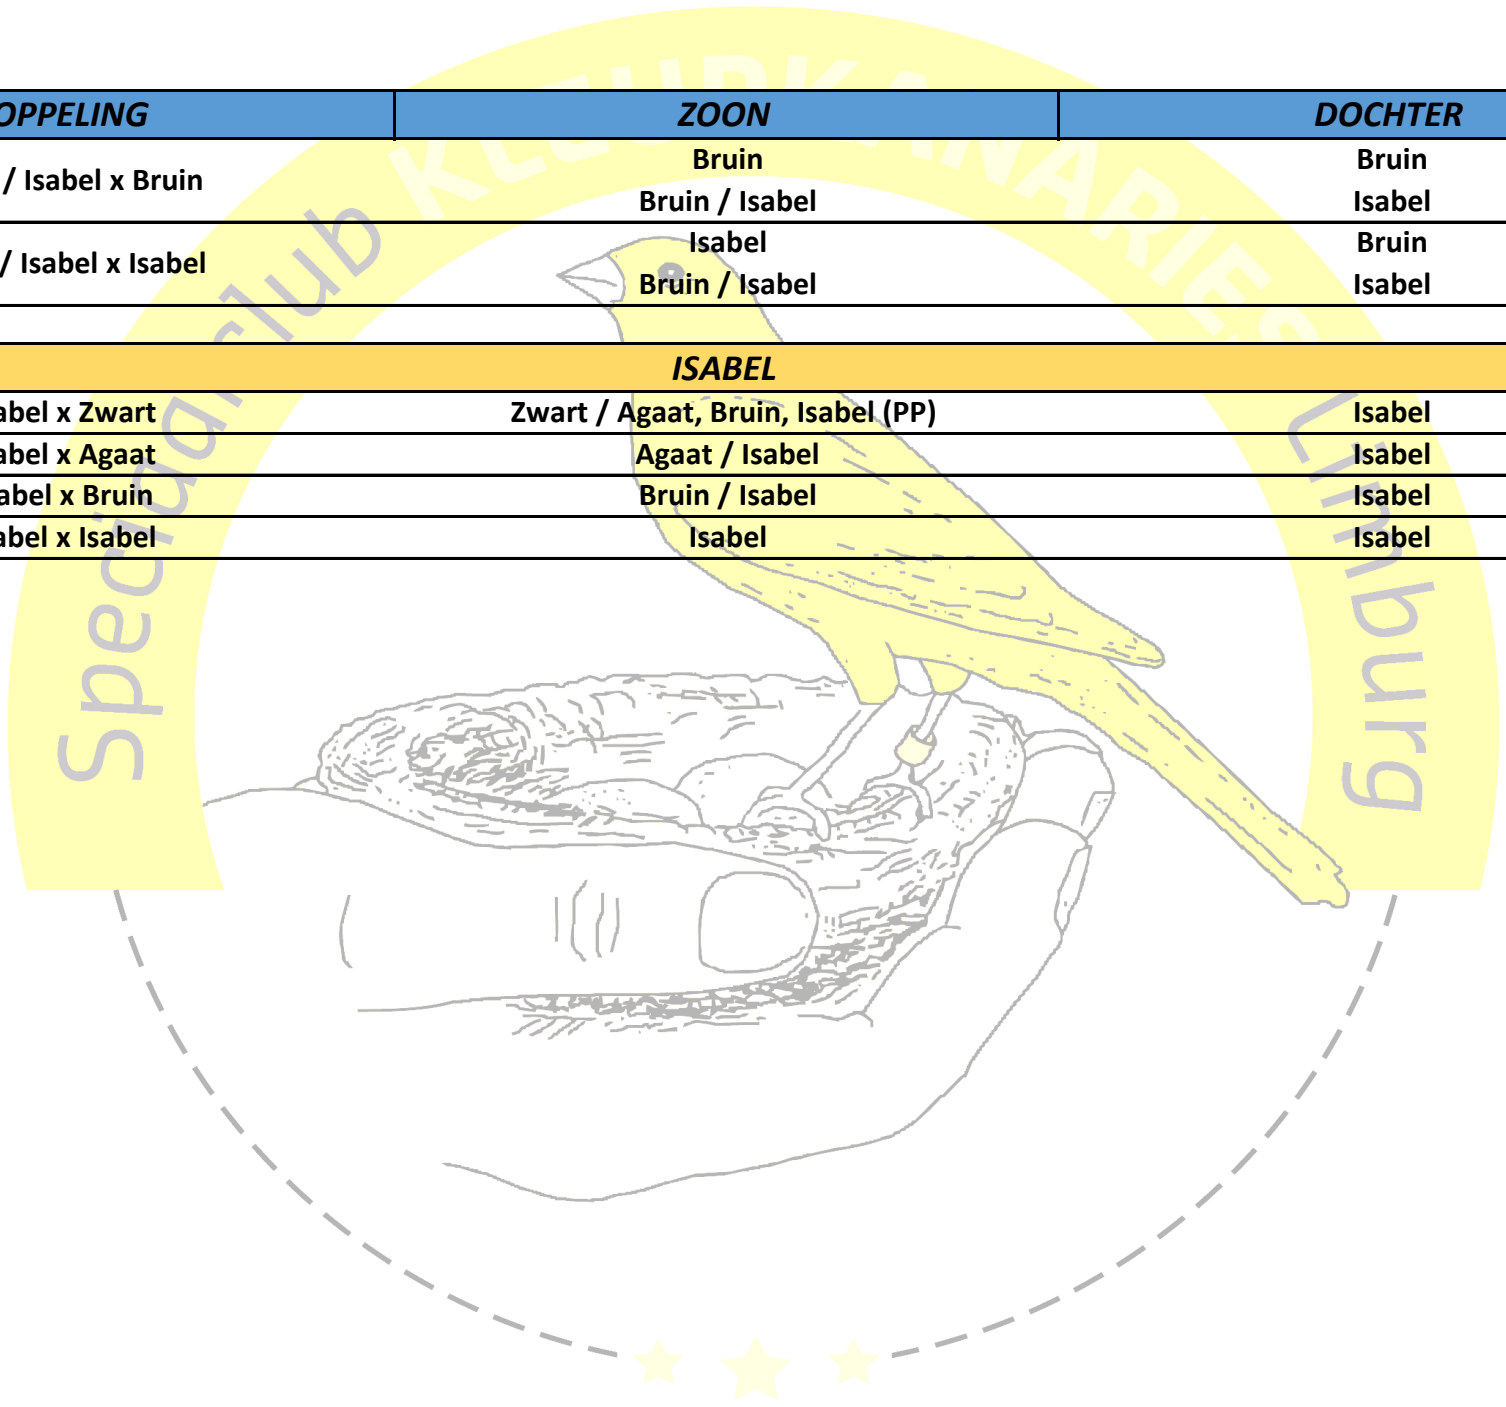 OPPELING ZOON DOCHTER
/ Isabel x Bruin Bruin Bruin
Bruin / Isabel Isabel
/ Isabel x Isabel Isabel Bruin
Bruin / Isabel Isabel
ISABEL
abel x Zwart Zwart / Agaat, Bruin, Isabel (PP) Isabel
abel x Agaat Agaat / Isabel Isabel
abel x Bruin Bruin / Isabel Isabel
abel x Isabel Isabel Isabel
Speciaalclub KLEURKANARIES Limburg